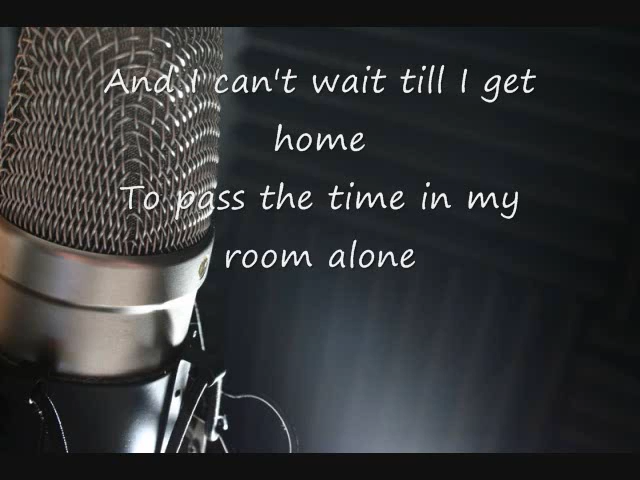 And I can't wait till I get
home
To pass the time in my
room alone